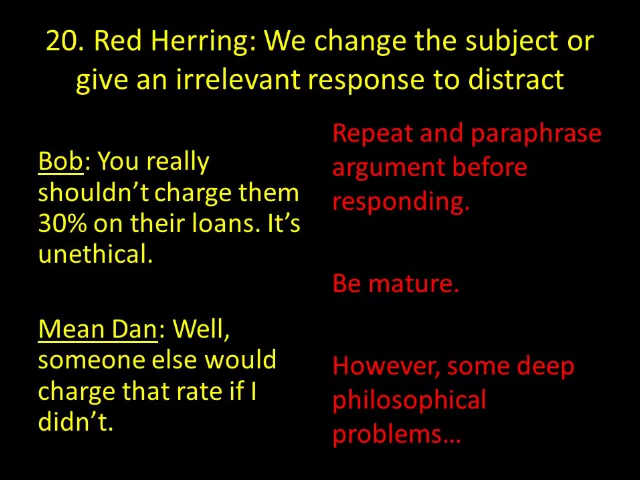 20. Red Herring: We change the subject or
give an irrelevant response to distract
Bob: You really
shouldn’t charge them
30% on their loans. It’s
unethical.
Mean Dan: Well,
someone else would
charge that rate if I
didn’t.
Repeat and paraphrase
argument before
responding.
Be mature.
However, some deep
philosophical
problems…